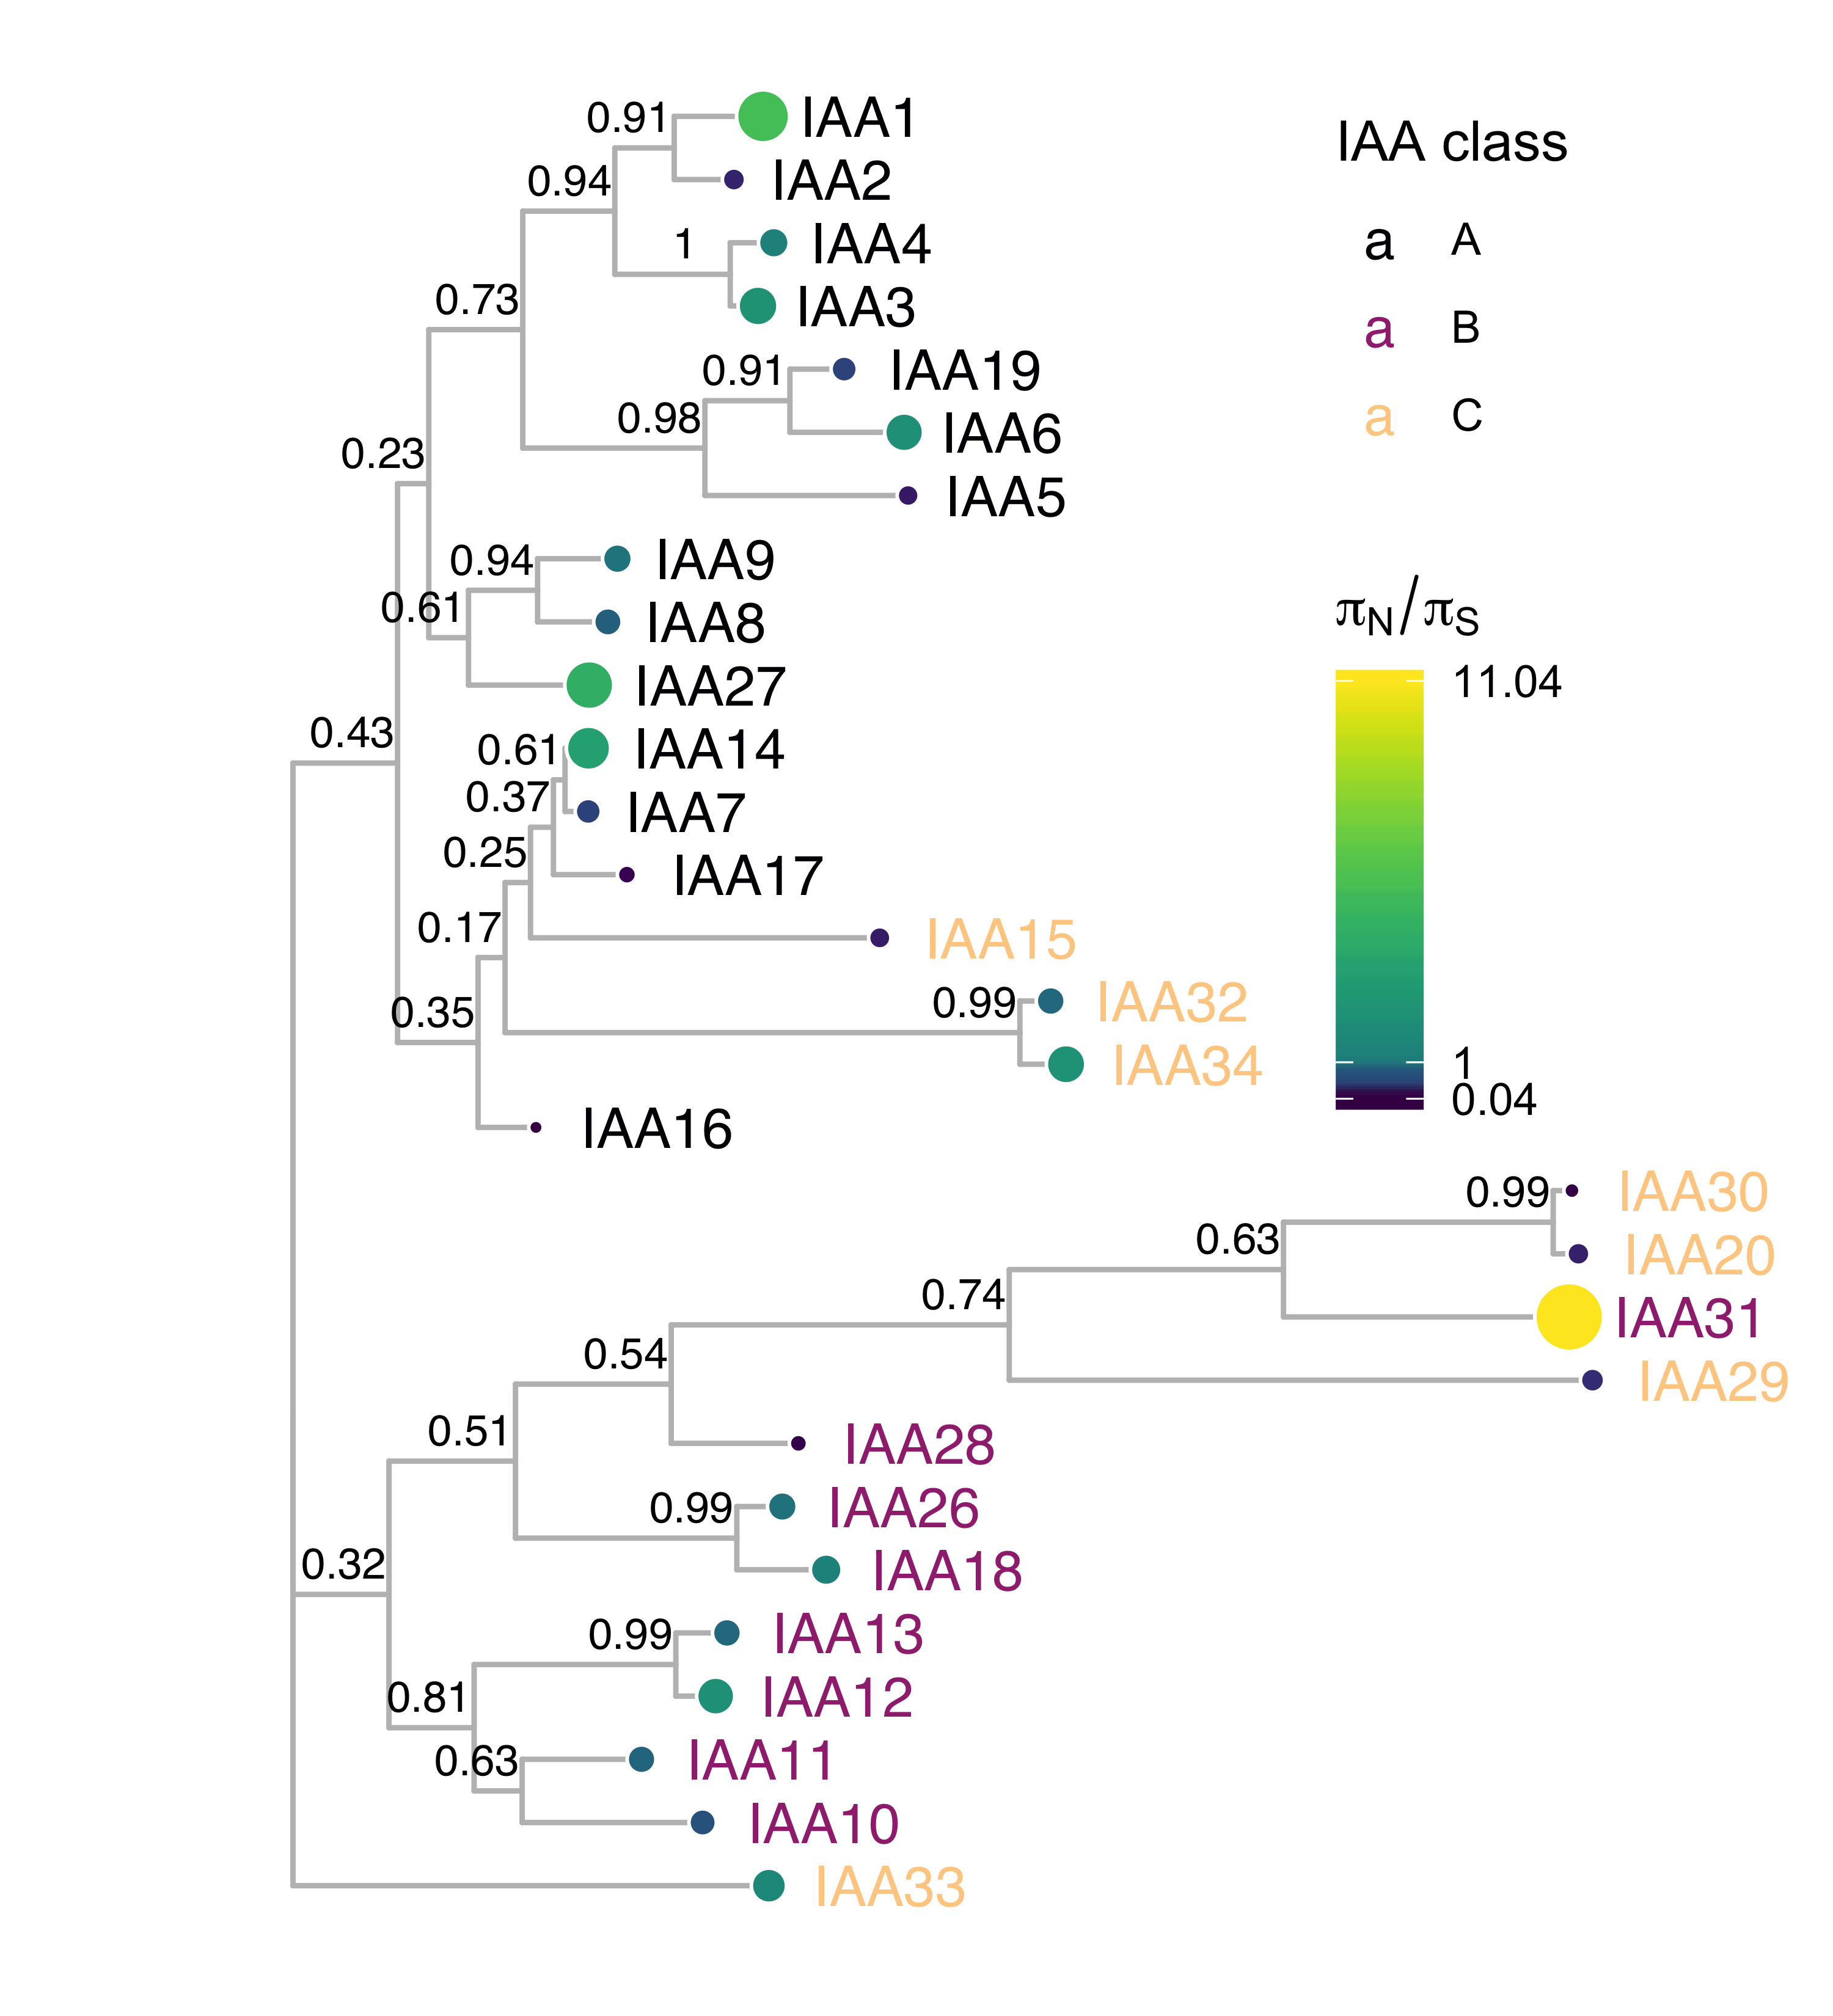 0.91
IAA1
IAA class
0.94
IAA2
1
IAA4
a A
0.73
IAA3
a B
0.91
IAA19
a C
0.98
IAA6
0.23
IAA5
0.94
IAA9
0.61
IAA8
πN/πS
IAA27
11.04
0.43
0.61
IAA14
0.37
IAA7
0.25
IAA17
0.17
IAA15
0.99
IAA32
0.35
IAA34
1
0.04
IAA16
0.99
IAA30
0.63
IAA20
0.74
IAA31
0.54
IAA29
0.51
IAA28
0.99
IAA26
0.32
IAA18
0.99
IAA13
0.81
IAA12
0.63
IAA11
IAA10
IAA33